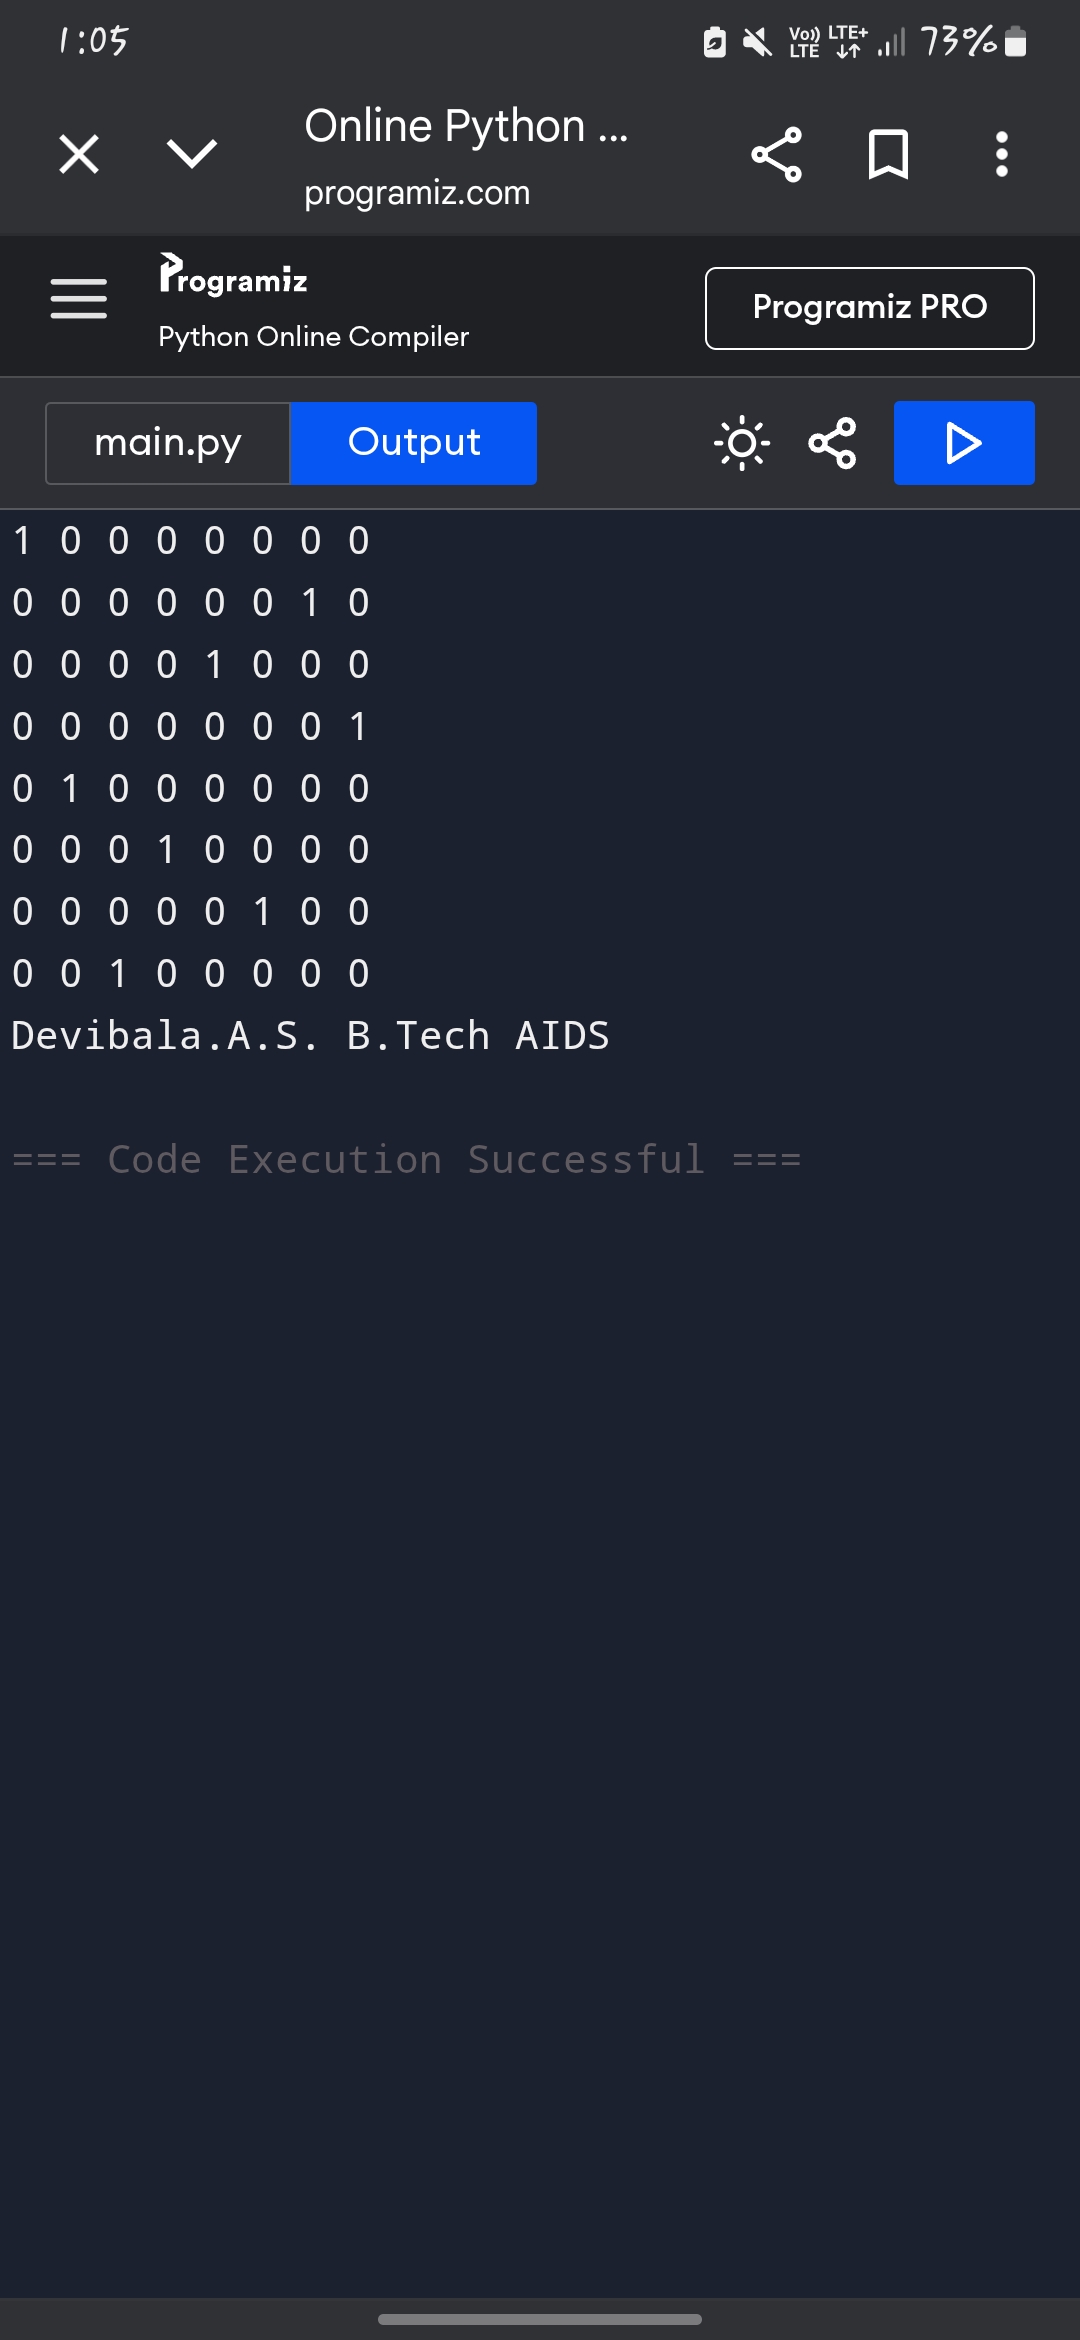 1:05 Vo)) LTE LTE+ 73%
Online Python ...
programiz.com
Programiz
Python Online Compiler
Programiz PRO
main.py Output
1 0 0 0 0 0 0 0
0 0 0 0 0 0 1 0
0 0 0 0 1 0 0 0
0 0 0 0 0 0 0 1
0 1 0 0 0 0 0 0
0 0 0 1 0 0 0 0
0 0 0 0 0 1 0 0
0 0 1 0 0 0 0 0
Devibala.A.S. B.Tech AIDS
=== Code Execution Successful ===